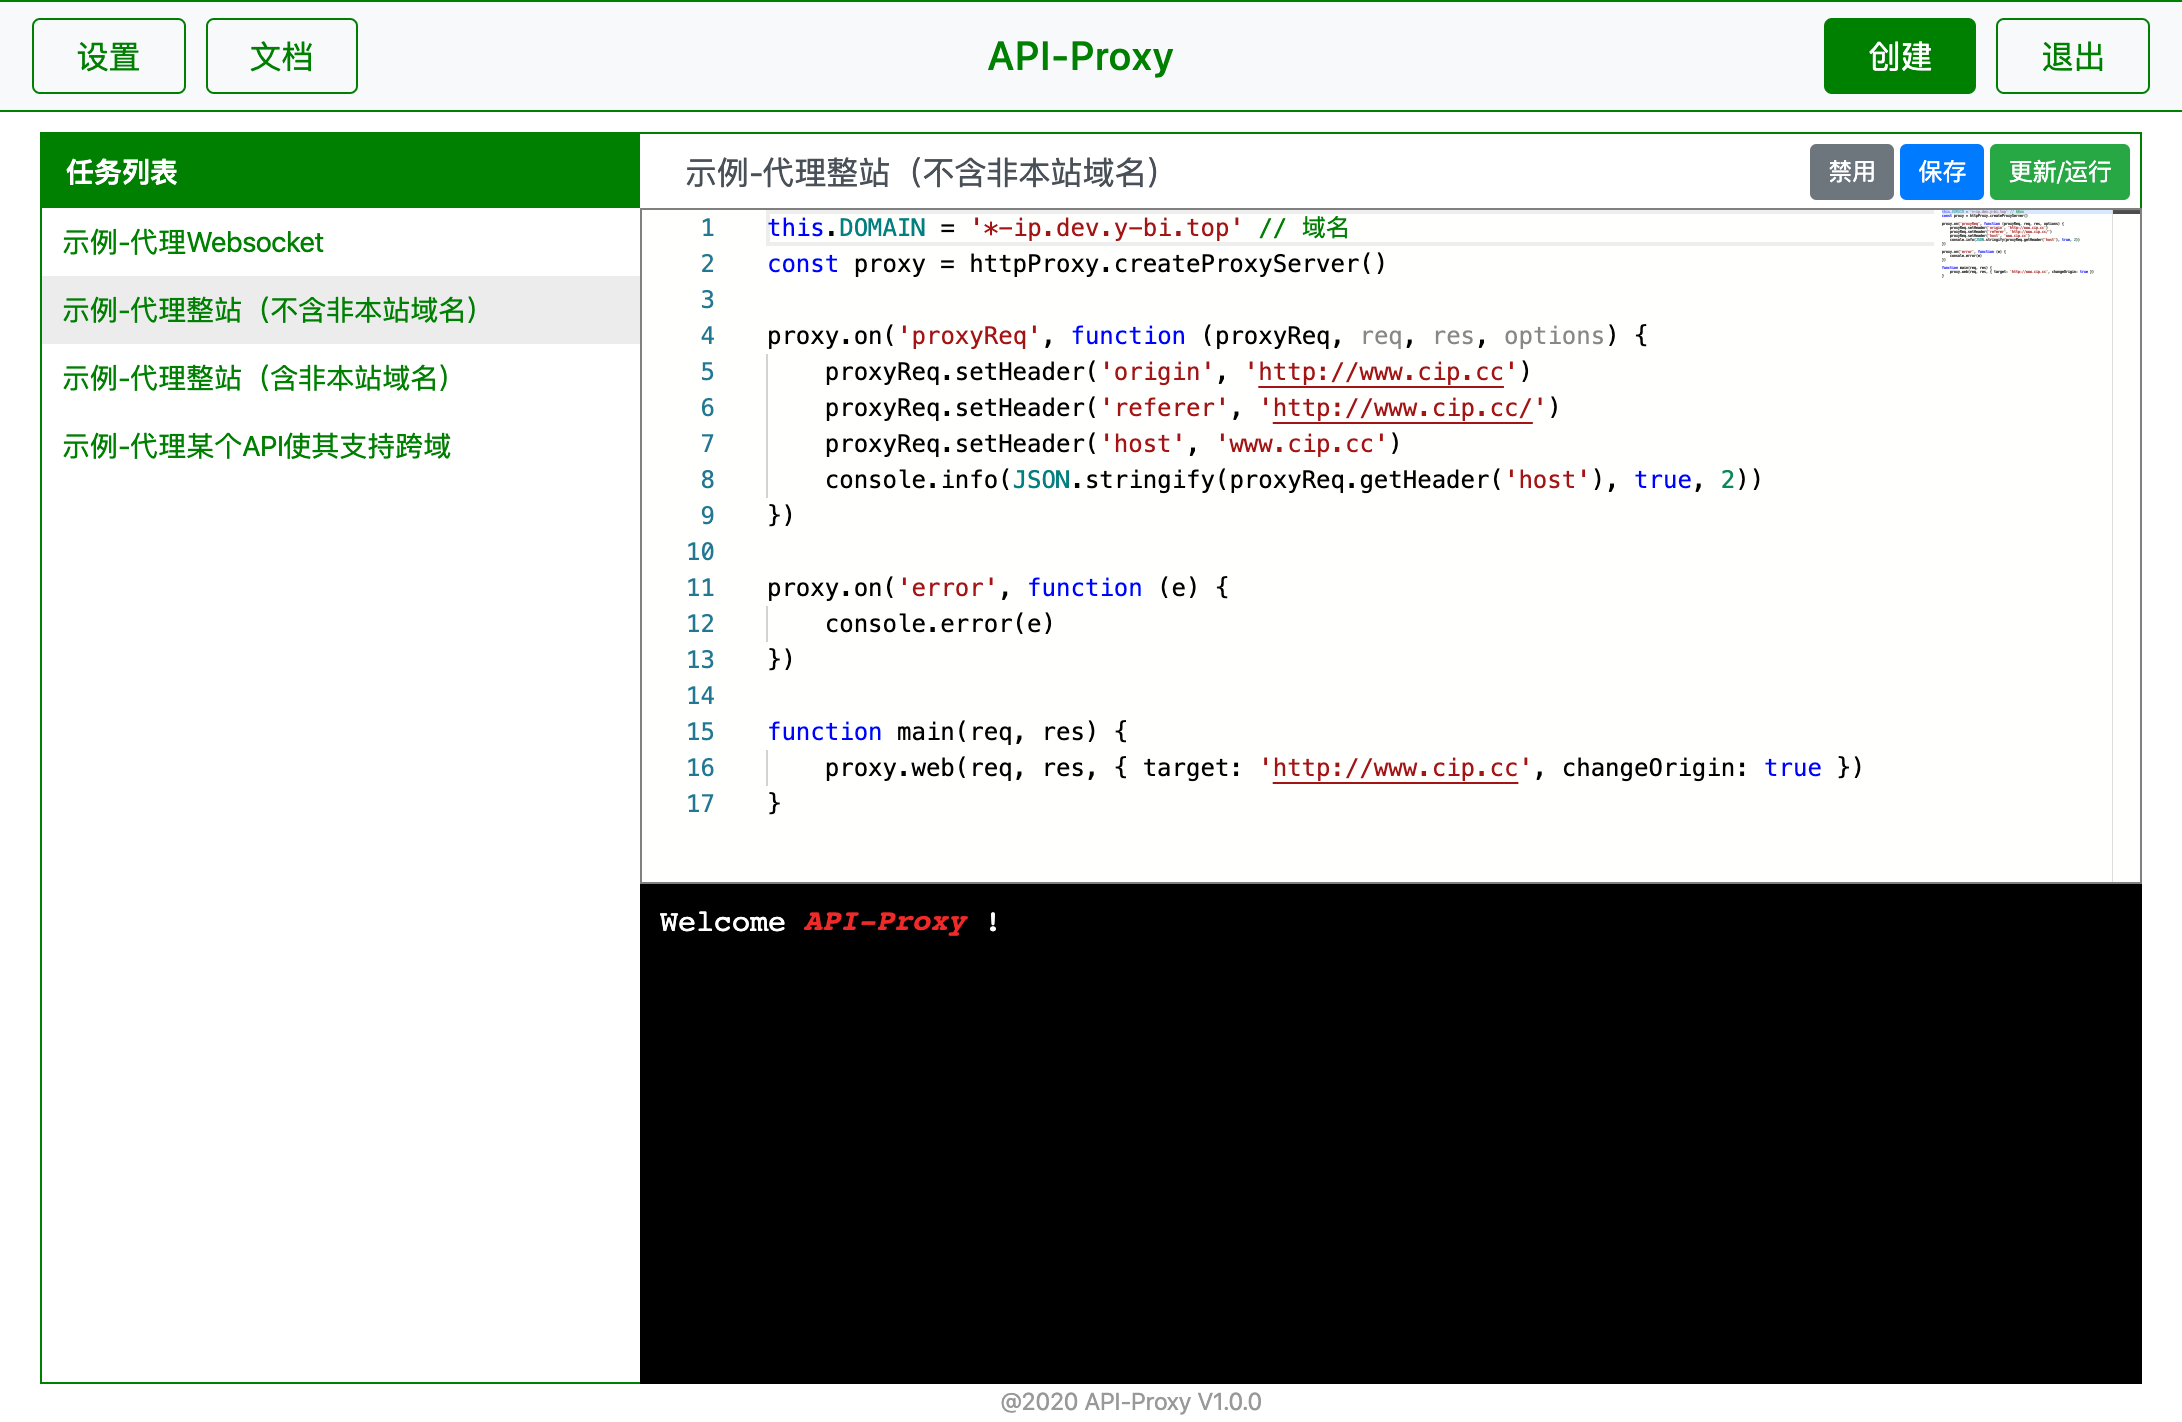 设置
文档
API-Proxy
创建
退出
任务列表
示例-代理Websocket
示例-代理整站（不含非本站域名）
示例-代理整站（含非本站域名）
示例-代理某个API使其支持跨域
示例-代理整站（不含非本站域名）
禁用
保存
更新/运行
1 this.DOMAIN = '*-ip.dev.y-bi.top' // 域名
2 const proxy = httpProxy.createProxyServer()
3
4 proxy.on('proxyReq', function (proxyReq, req, res, options) {
5     proxyReq.setHeader('origin', 'http://www.cip.cc')
6     proxyReq.setHeader('referer', 'http://www.cip.cc/')
7     proxyReq.setHeader('host', 'www.cip.cc')
8     console.info(JSON.stringify(proxyReq.getHeader('host'), true, 2))
9 })
10
11 proxy.on('error', function (e) {
12     console.error(e)
13 })
14
15 function main(req, res) {
16     proxy.web(req, res, { target: 'http://www.cip.cc', changeOrigin: true })
17 }
Welcome API-Proxy !
@2020 API-Proxy V1.0.0